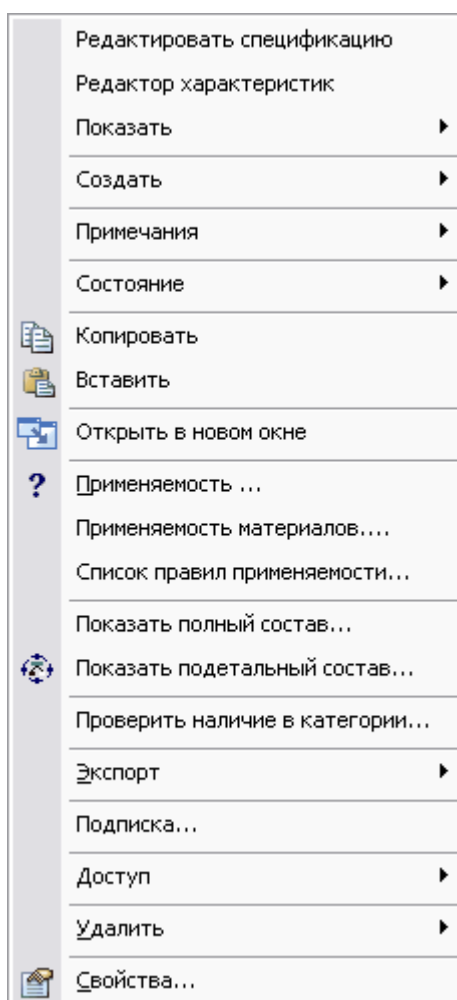 Редактировать спецификацию
Редактор характеристик
Показать
Создать
Примечания
Состояние
Копировать
Вставить
Открыть в новом окне
Применяемость ...
Применяемость материалов....
Список правил применяемости...
Показать полный состав...
Показать подетальный состав...
Проверить наличие в категории...
Экспорт
Подписка...
Доступ
Удалить
Свойства...